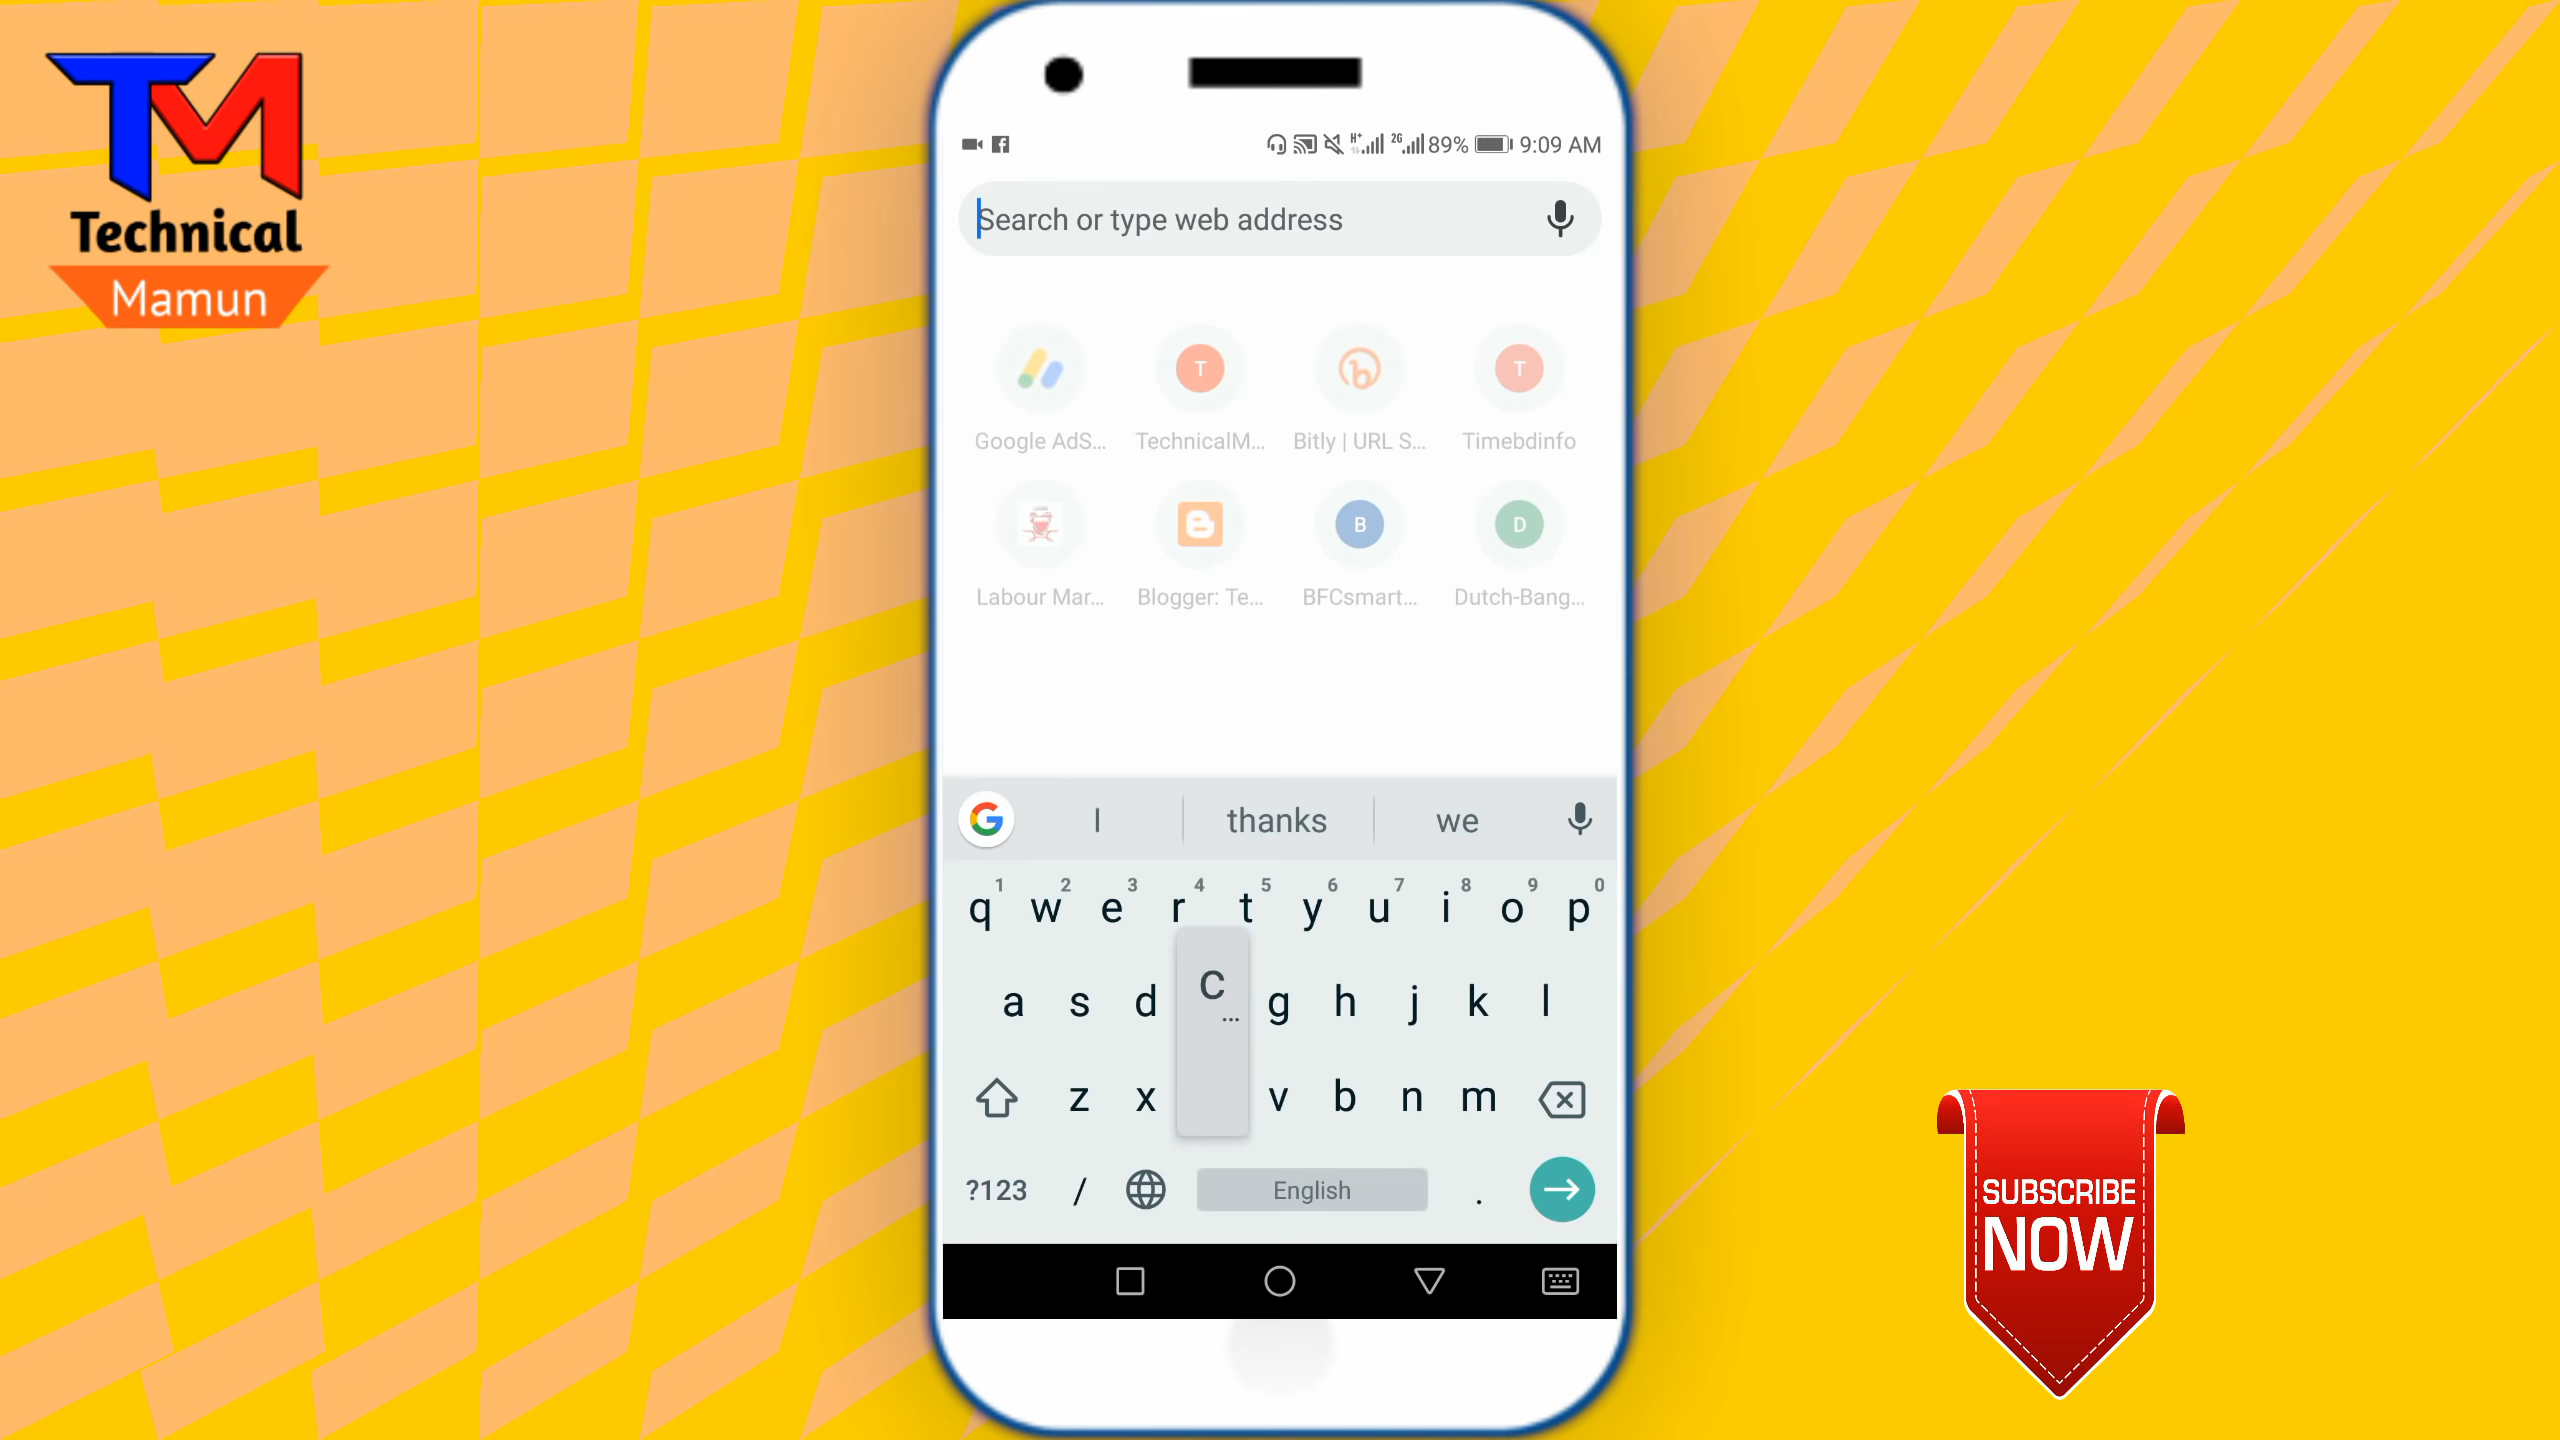 TM
Technical
Mamun
H+ 2G 89% 9:09 AM
Search or type web address
T T
Google AdS... TechnicalM... Bitly | URL S... Timebdinfo
B D
Labour Mar... Blogger: Te... BFCsmart... Dutch-Bang...
G I thanks we
1 2 3 4 5 6 7 8 9 0
q w e r t y u i o p
a s d c g h j k l
...
z x v b n m
?123 / English .
SUBSCRIBE
NOW